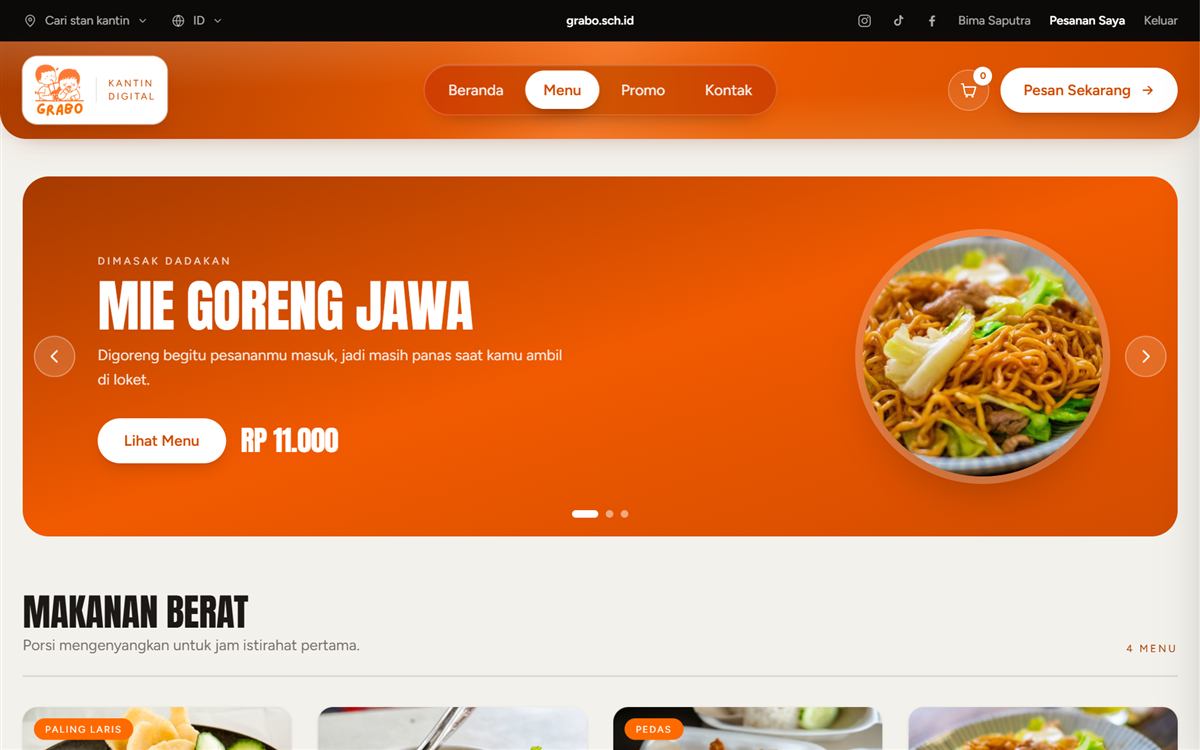 Cari stan kantin
ID
grabo.sch.id
Bima Saputra
Pesanan Saya
Keluar
GRABO
KANTIN
DIGITAL
Beranda
Menu
Promo
Kontak
0
Pesan Sekarang
DIMASAK DADAKAN
MIE GORENG JAWA
Digoreng begitu pesananmu masuk, jadi masih panas saat kamu ambil
di loket.
Lihat Menu
RP 11.000
MAKANAN BERAT
Porsi mengenyangkan untuk jam istirahat pertama.
4 MENU
PALING LARIS
PEDAS